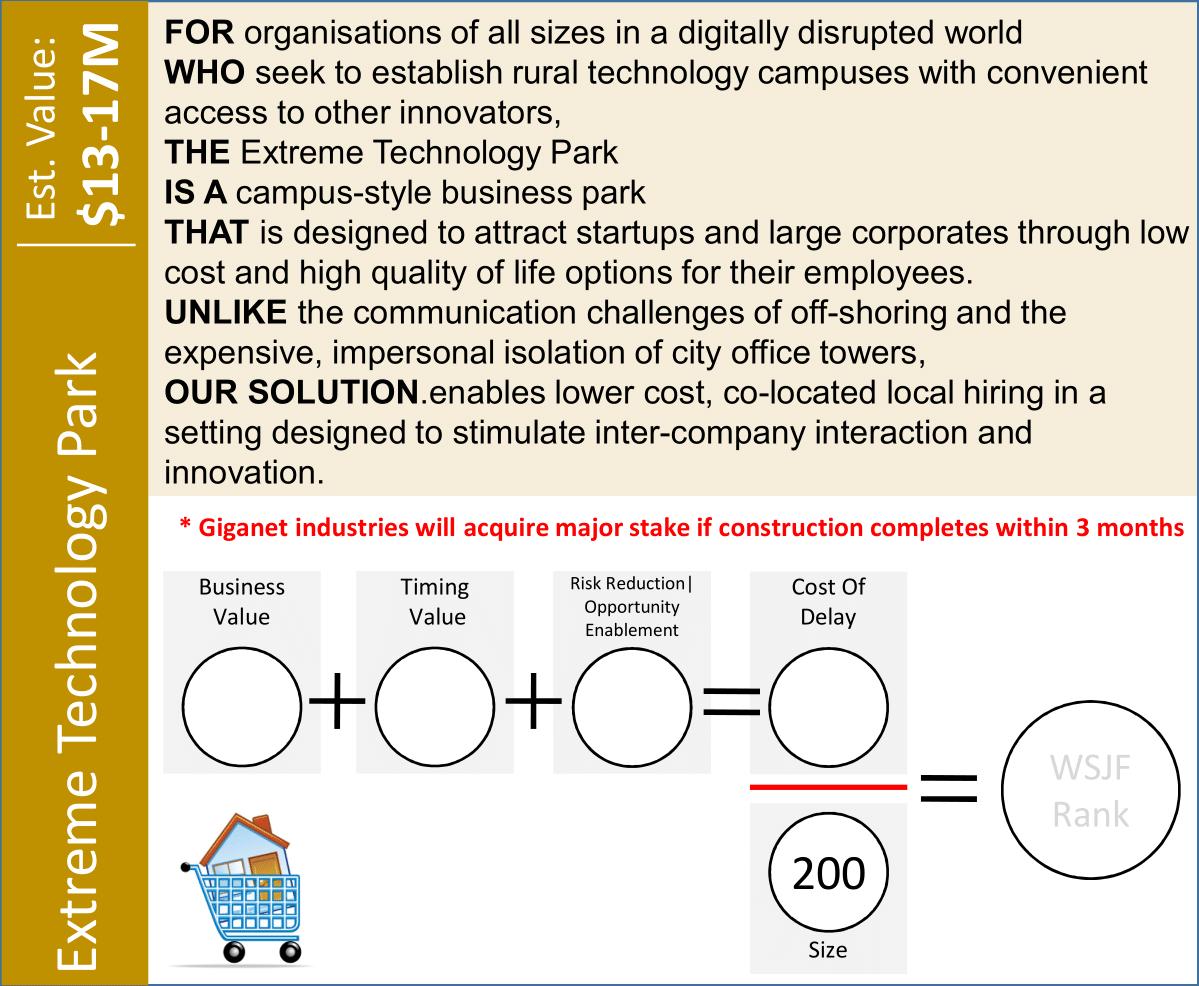 Est. Value:
$13-17M
Extreme Technology Park
FOR organisations of all sizes in a digitally disrupted world
WHO seek to establish rural technology campuses with convenient
access to other innovators,
THE Extreme Technology Park
IS A campus-style business park
THAT is designed to attract startups and large corporates through low
cost and high quality of life options for their employees.
UNLIKE the communication challenges of off-shoring and the
expensive, impersonal isolation of city office towers,
OUR SOLUTION.enables lower cost, co-located local hiring in a
setting designed to stimulate inter-company interaction and
innovation.
* Giganet industries will acquire major stake if construction completes within 3 months
Business
Value
+
Timing
Value
+
Risk Reduction|
Opportunity
Enablement
=
Cost Of
Delay
200
Size
=
WSJF
Rank